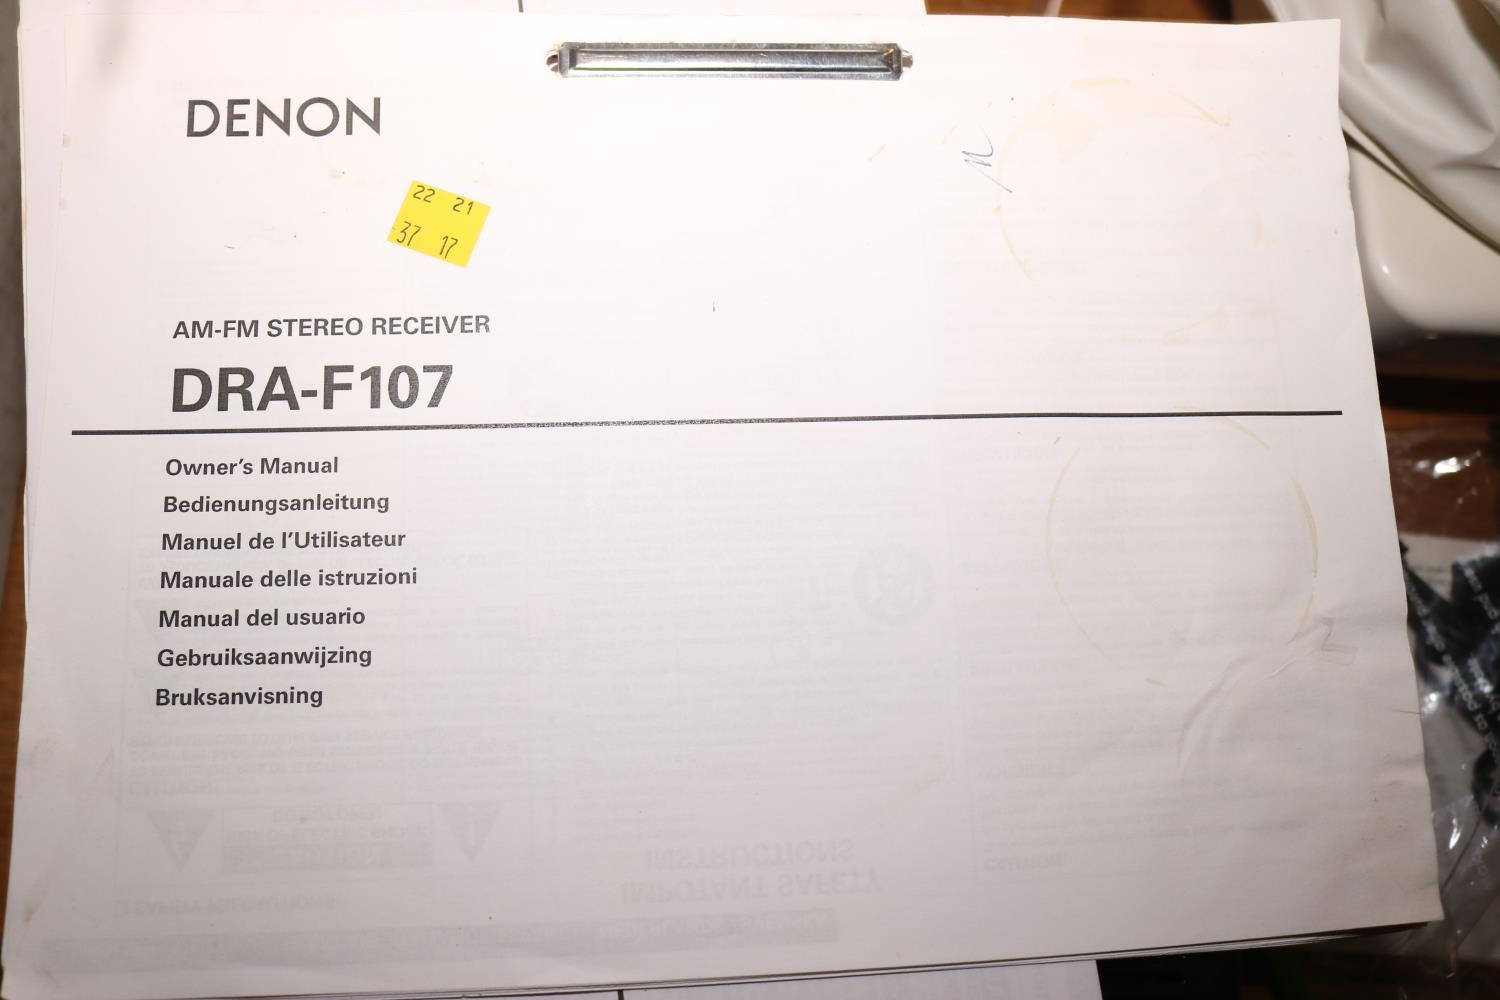 DENON
22 21
37 17
AM-FM STEREO RECEIVER
DRA-F107
Owner's Manual
Bedienungsanleitung
Manuel de l'Utilisateur
Manuale delle istruzioni
Manual del usuario
Gebruiksaanwijzing
Bruksanvisning